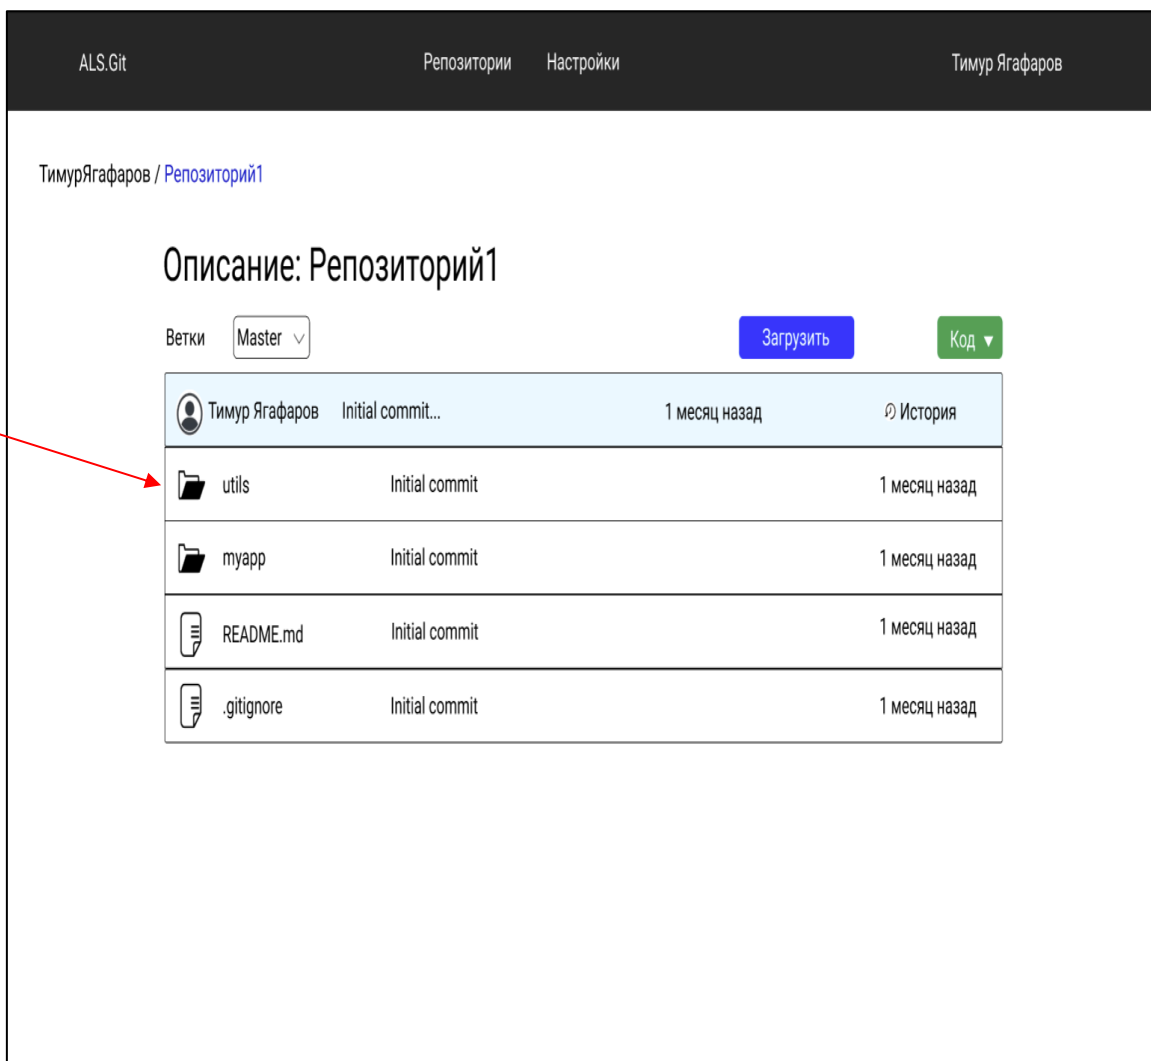 ALS.Git Репозитории Настройки Тимур Ягафаров
ТимурЯгафаров / Репозиторий1
Описание: Репозиторий1
Ветки Master Загрузить Код
Тимур Ягафаров Initial commit... 1 месяц назад История
utils Initial commit 1 месяц назад
myapp Initial commit 1 месяц назад
README.md Initial commit 1 месяц назад
.gitignore Initial commit 1 месяц назад